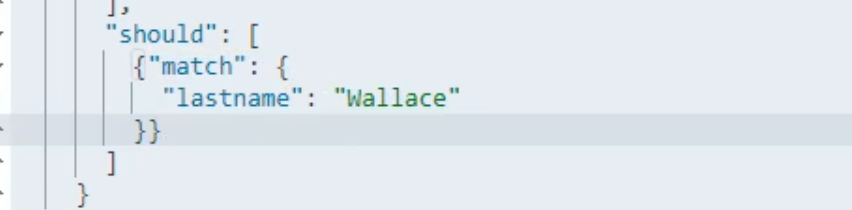 ],
"should": [
{"match": {
"lastname": "Wallace"
}}
]
}